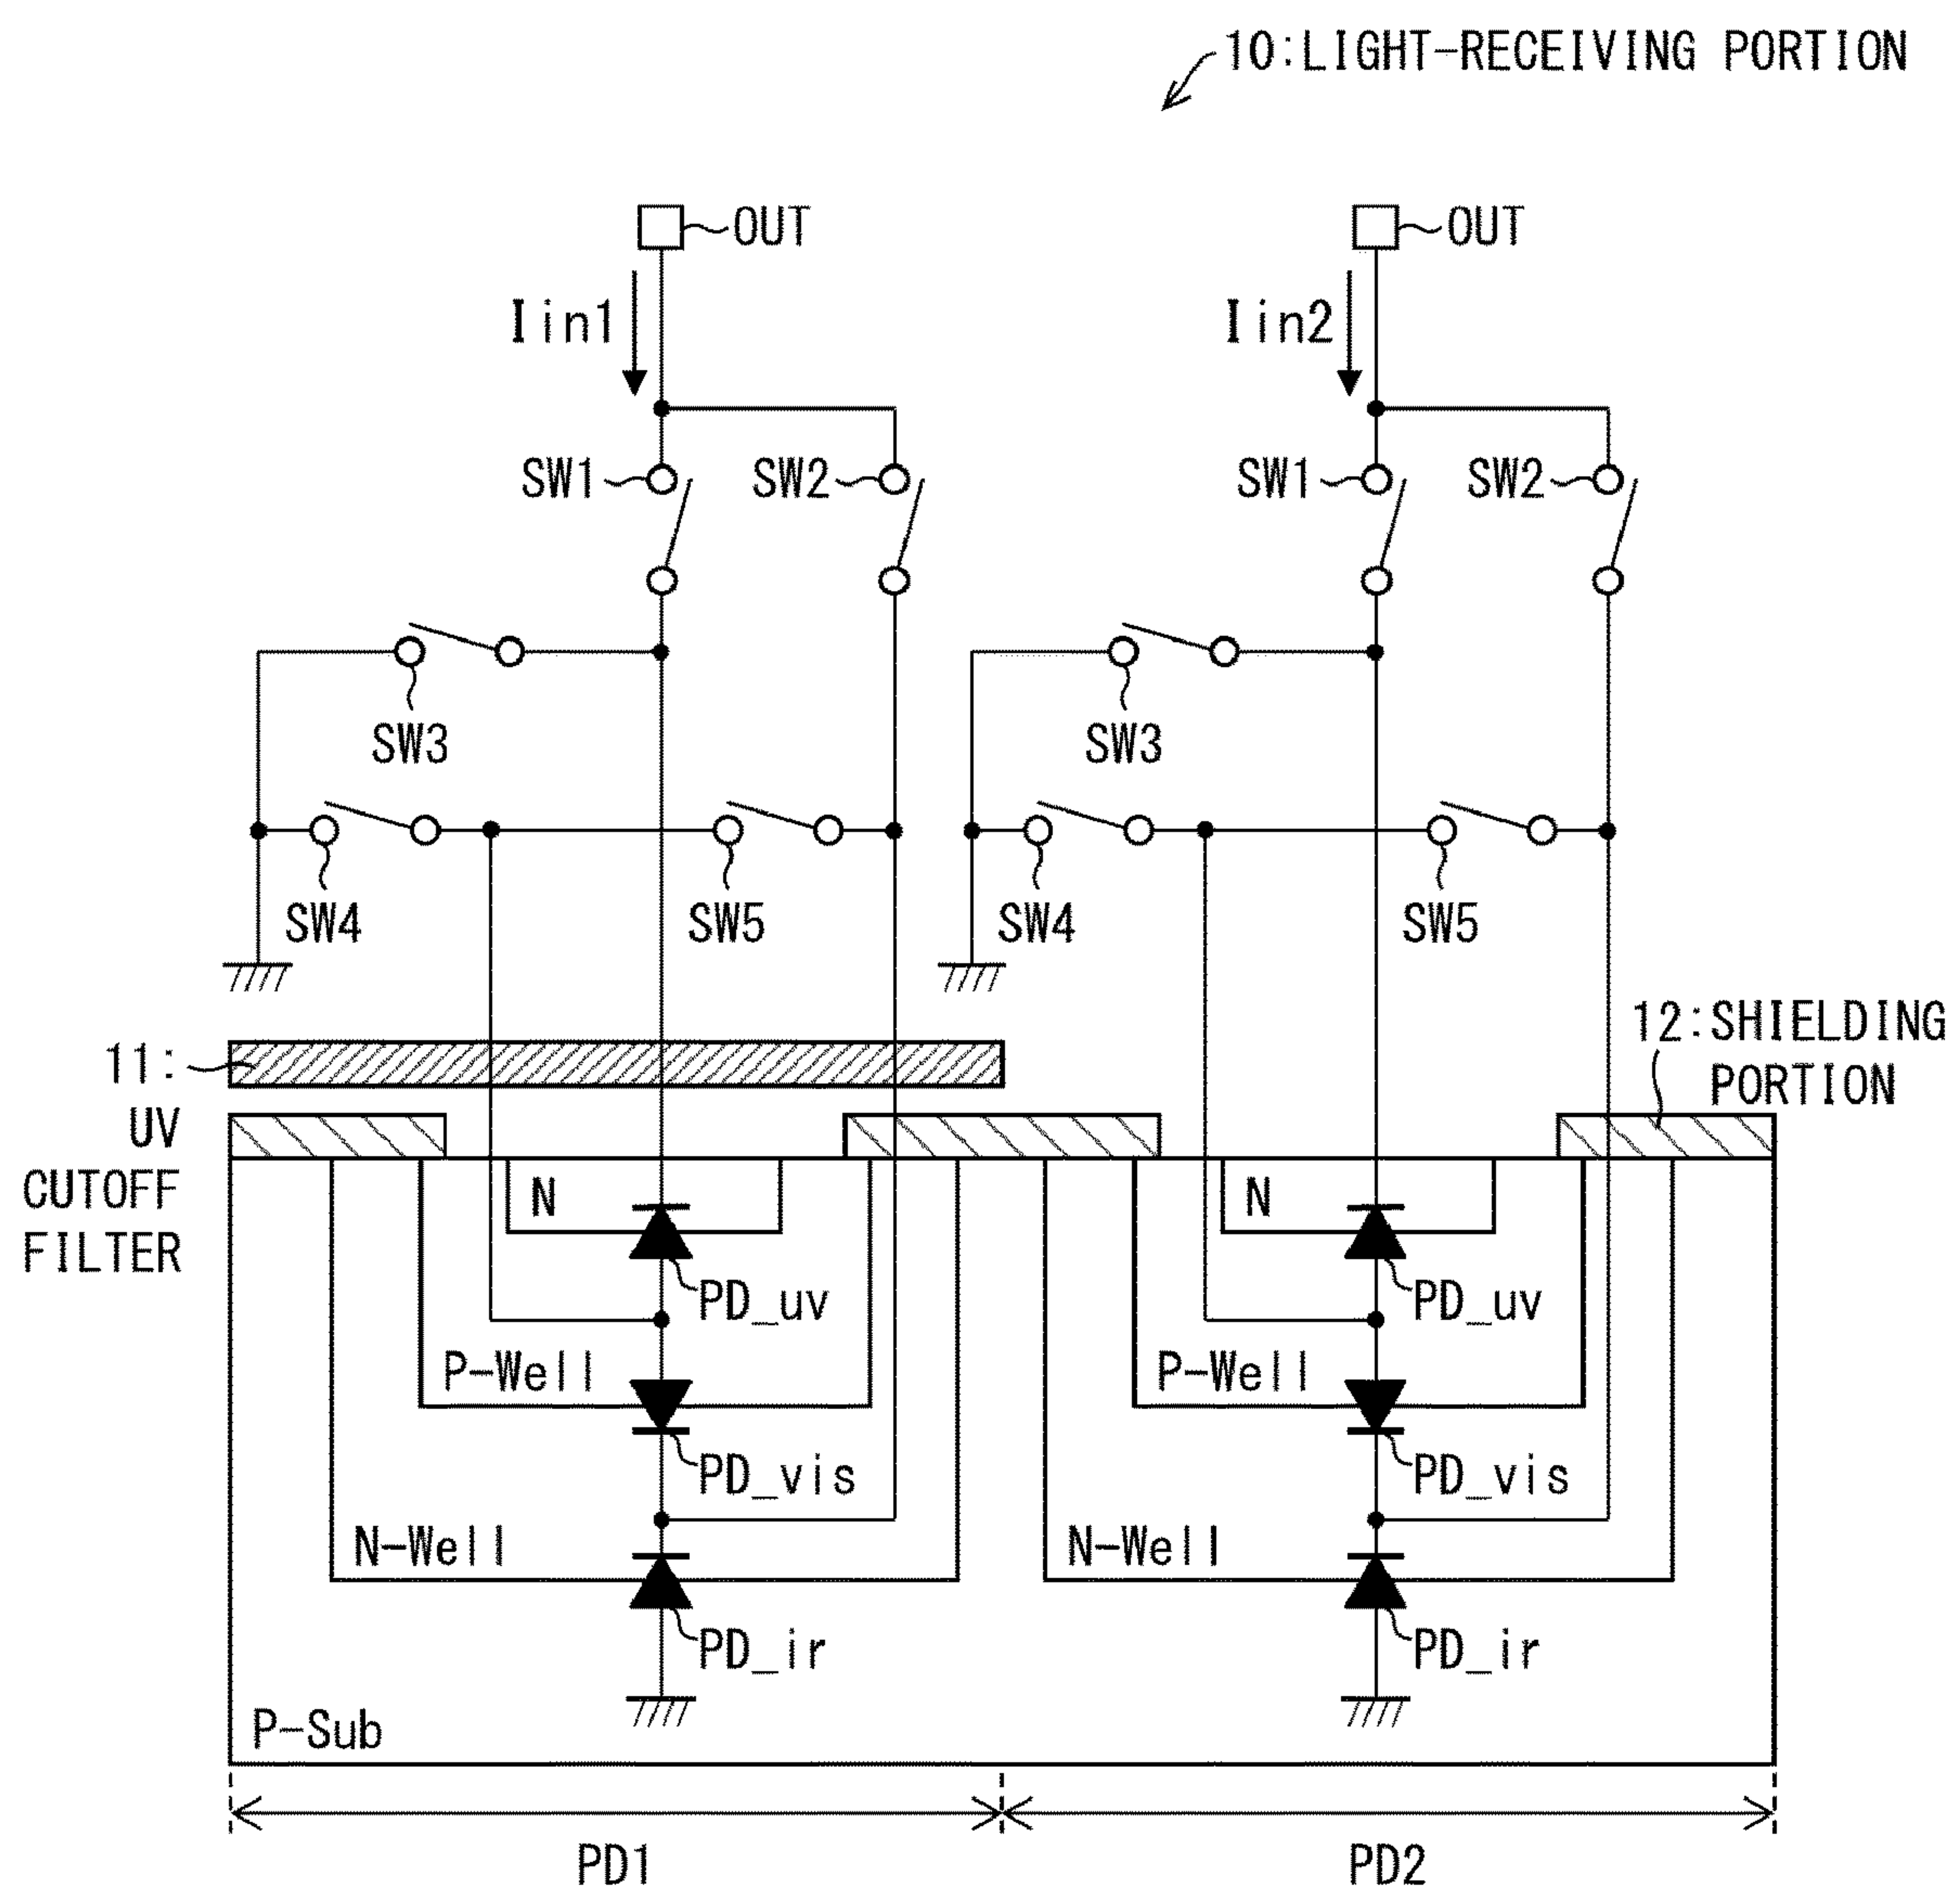 10:LIGHT-RECEIVING PORTION
OUT
OUT
Iin1
Iin2
SW1
SW2
SW1
SW2
SW3
SW3
SW4
SW5
SW4
SW5
11:
UV
CUTOFF
FILTER
12:SHIELDING
PORTION
N
N
PD_uv
PD_uv
P-Well
P-Well
PD_vis
PD_vis
N-Well
N-Well
PD_ir
PD_ir
P-Sub
PD1
PD2